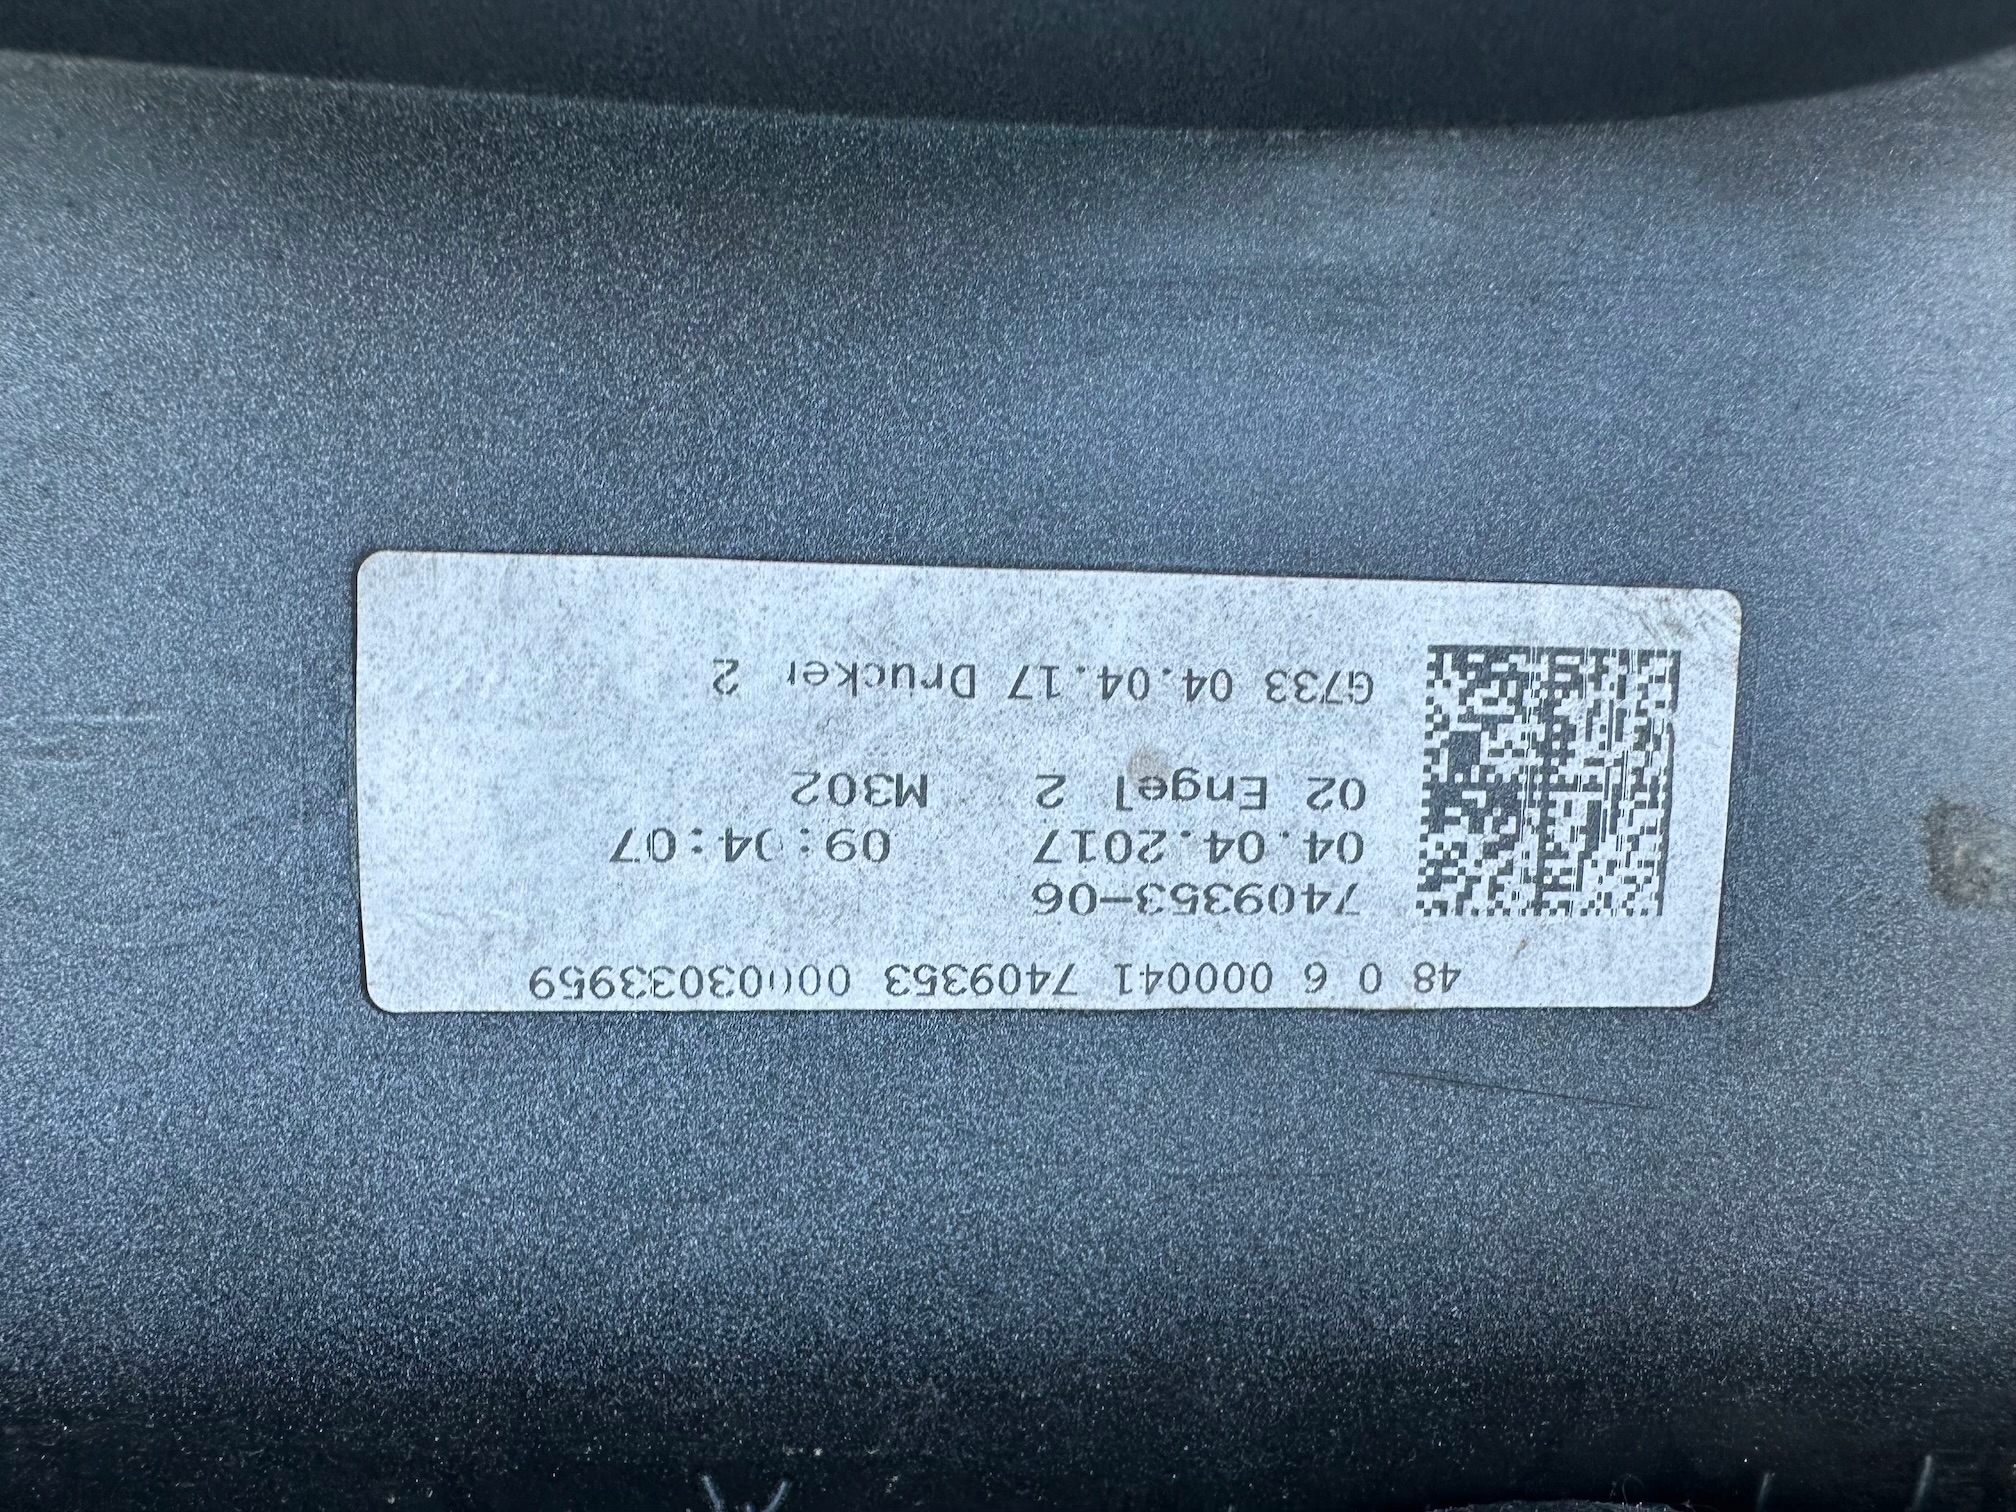 48 0 6 000041 7409353 00003033959
7409353-06
04.04.2017 09:04:07
02 Engel 2 M302
G733 04.04.17 Drucker 2